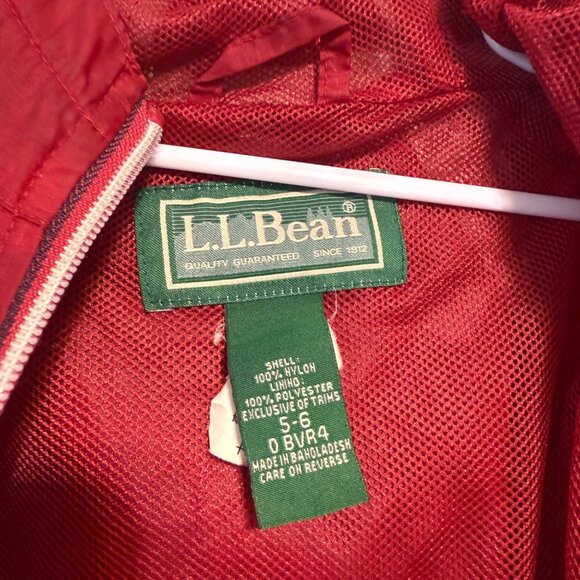 L.L.Bean®
QUALITY GUARANTEED SINCE 1912
SHELL:
100% NYLON
LINING:
100% POLYESTER
EXCLUSIVE OF TRIMS
5-6
0 BVR4
MADE IN BANGLADESH
CARE ON REVERSE